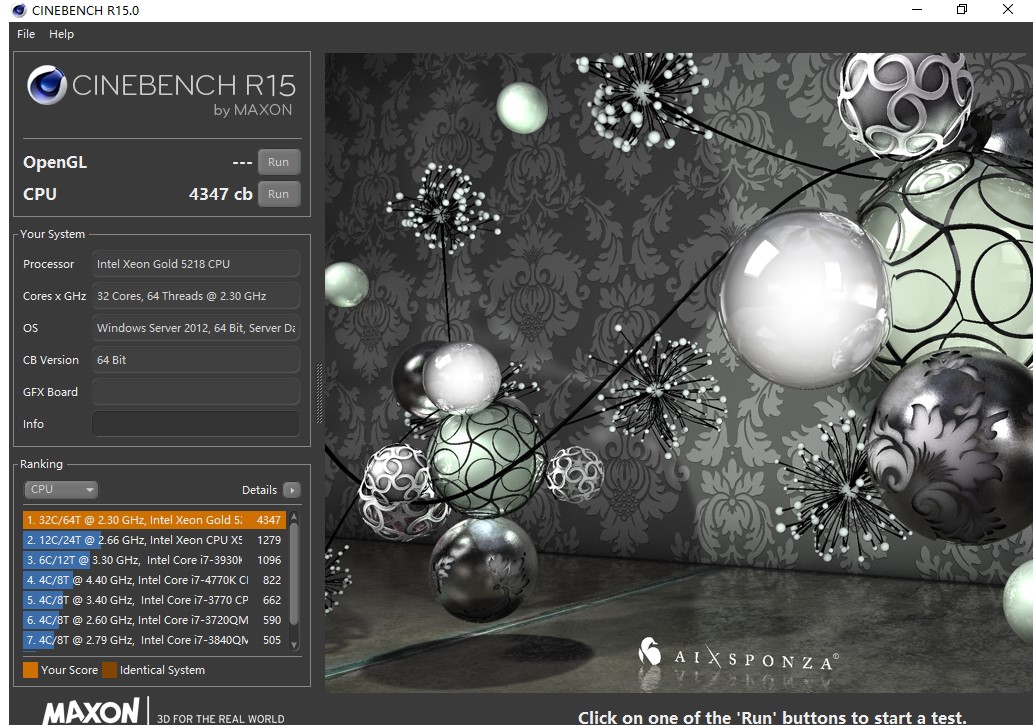 CINEBENCH R15.0
File Help
CINEBENCH R15
by MAXON
OpenGL --- Run
CPU 4347 cb Run
Your System
Processor Intel Xeon Gold 5218 CPU
Cores x GHz 32 Cores, 64 Threads @ 2.30 GHz
OS Windows Server 2012, 64 Bit, Server Da
CB Version 64 Bit
GFX Board
Info
Ranking
CPU Details
1. 32C/64T @ 2.30 GHz, Intel Xeon Gold 52 4347
2. 12C/24T @ 2.66 GHz, Intel Xeon CPU X5 1279
3. 6C/12T @ 3.30 GHz, Intel Core i7-3930K 1096
4. 4C/8T @ 4.40 GHz, Intel Core i7-4770K CI 822
5. 4C/8T @ 3.40 GHz, Intel Core i7-3770 CP 662
6. 4C/8T @ 2.60 GHz, Intel Core i7-3720QM 590
7. 4C/8T @ 2.79 GHz, Intel Core i7-3840QM 505
Your Score Identical System
AIXSPONZA®
MAXON 3D FOR THE REAL WORLD
Click on one of the 'Run' buttons to start a test.